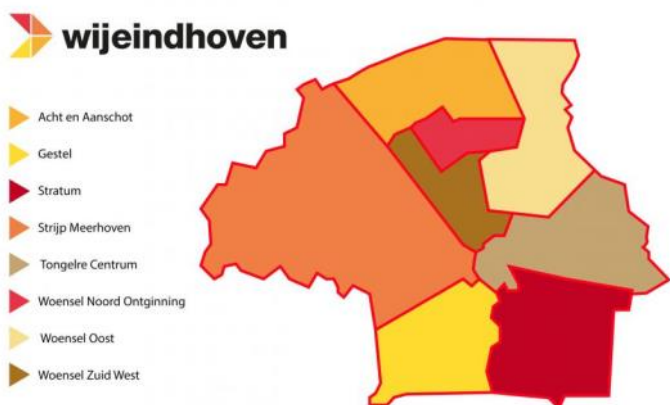 wijeindhoven
Acht en Aanschot
Gestel
Stratum
Strijp Meerhoven
Tongelre Centrum
Woensel Noord Ontginning
Woensel Oost
Woensel Zuid West